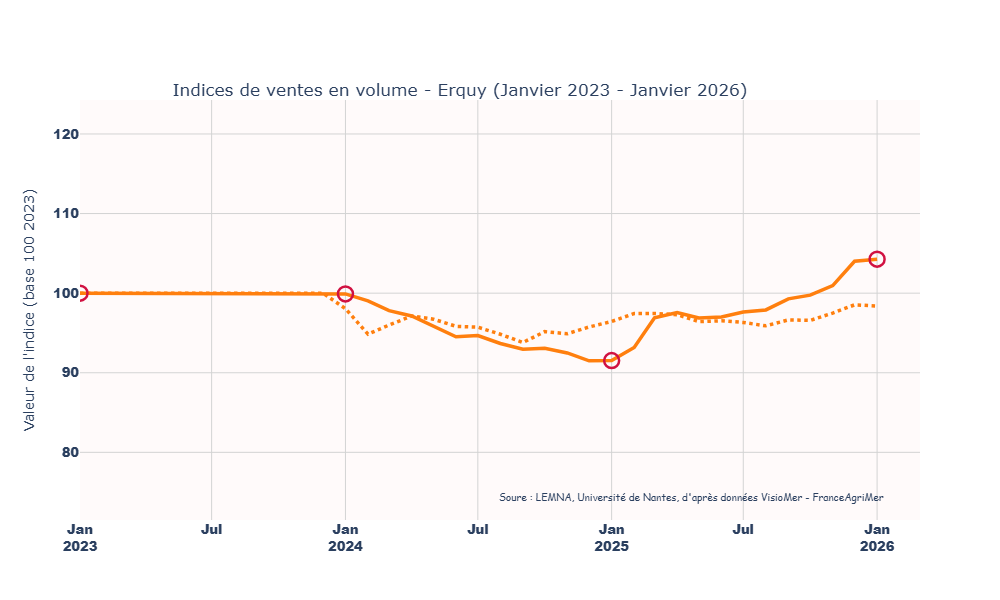 Indices de ventes en volume - Erquy (Janvier 2023 - Janvier 2026)
Valeur de l'indice (base 100 2023)
120
110
100
90
80
Soure : LEMNA, Université de Nantes, d'après données VisioMer - FranceAgriMer
Jan
2023
Jul
Jan
2024
Jul
Jan
2025
Jul
Jan
2026